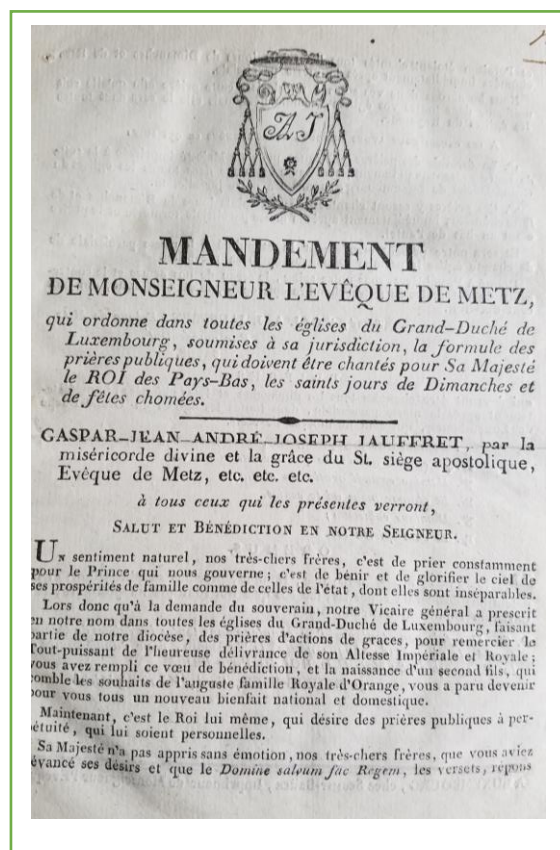 AJ
MANDEMENT
DE MONSEIGNEUR L'EVÊQUE DE METZ,
qui ordonne dans toutes les églises du Grand-Duché de
Luxembourg, soumises à sa jurisdiction, la formule des
prières publiques, qui doivent être chantés pour Sa Majesté
le ROI des Pays-Bas, les saints jours de Dimanches et
de fêtes chomées.
GASPAR-JEAN-ANDRÉ-JOSEPH JAUFFRET, par la
miséricorde divine et la grâce du St. siège apostolique,
Evêque de Metz, etc. etc. etc.
à tous ceux qui les présentes verront,
SALUT ET BÉNÉDICTION EN NOTRE SEIGNEUR.
UN sentiment naturel, nos très-chers frères, c'est de prier constamment
pour le Prince qui nous gouverne; c'est de bénir et de glorifier le ciel de
ses prospérités de famille comme de celles de l'état, dont elles sont inséparables.
Lors donc qu'à la demande du souverain, notre Vicaire général a prescrit
en notre nom dans toutes les églises du Grand-Duché de Luxembourg, faisant
partie de notre diocèse, des prières d'actions de graces, pour remercier le
Tout-puissant de l'heureuse délivrance de son Altesse Impériale et Royale;
vous avez rempli ce vœu de bénédiction, et la naissance d'un second fils, qui
comble les souhaits de l'auguste famille Royale d'Orange, vous a paru devenir
pour vous tous un nouveau bienfait national et domestique.
Maintenant, c'est le Roi lui même, qui désire des prières publiques à per-
étuité, qui lui soient personnelles.
Sa Majesté n'a pas appris sans émotion, nos très-chers frères, que vous aviez
évancé ses désirs et que le Domine salvum fac Regem, les versets, répons